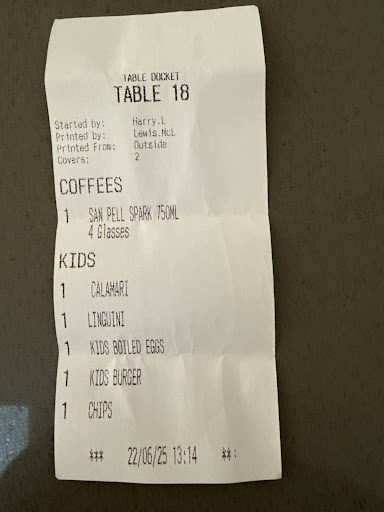 TABLE DOCKET
TABLE 18
Started by: Harry.L
Printed by: Lewis.McL
Printed From: Outside
Covers: 2
COFFEES
1 SAN PELL SPARK 750ML
4 Glasses
KIDS
1 CALAMARI
1 LINGUINI
1 KIDS BOILED EGGS
1 KIDS BURGER
1 CHIPS
*** 22/06/25 13:14 **: